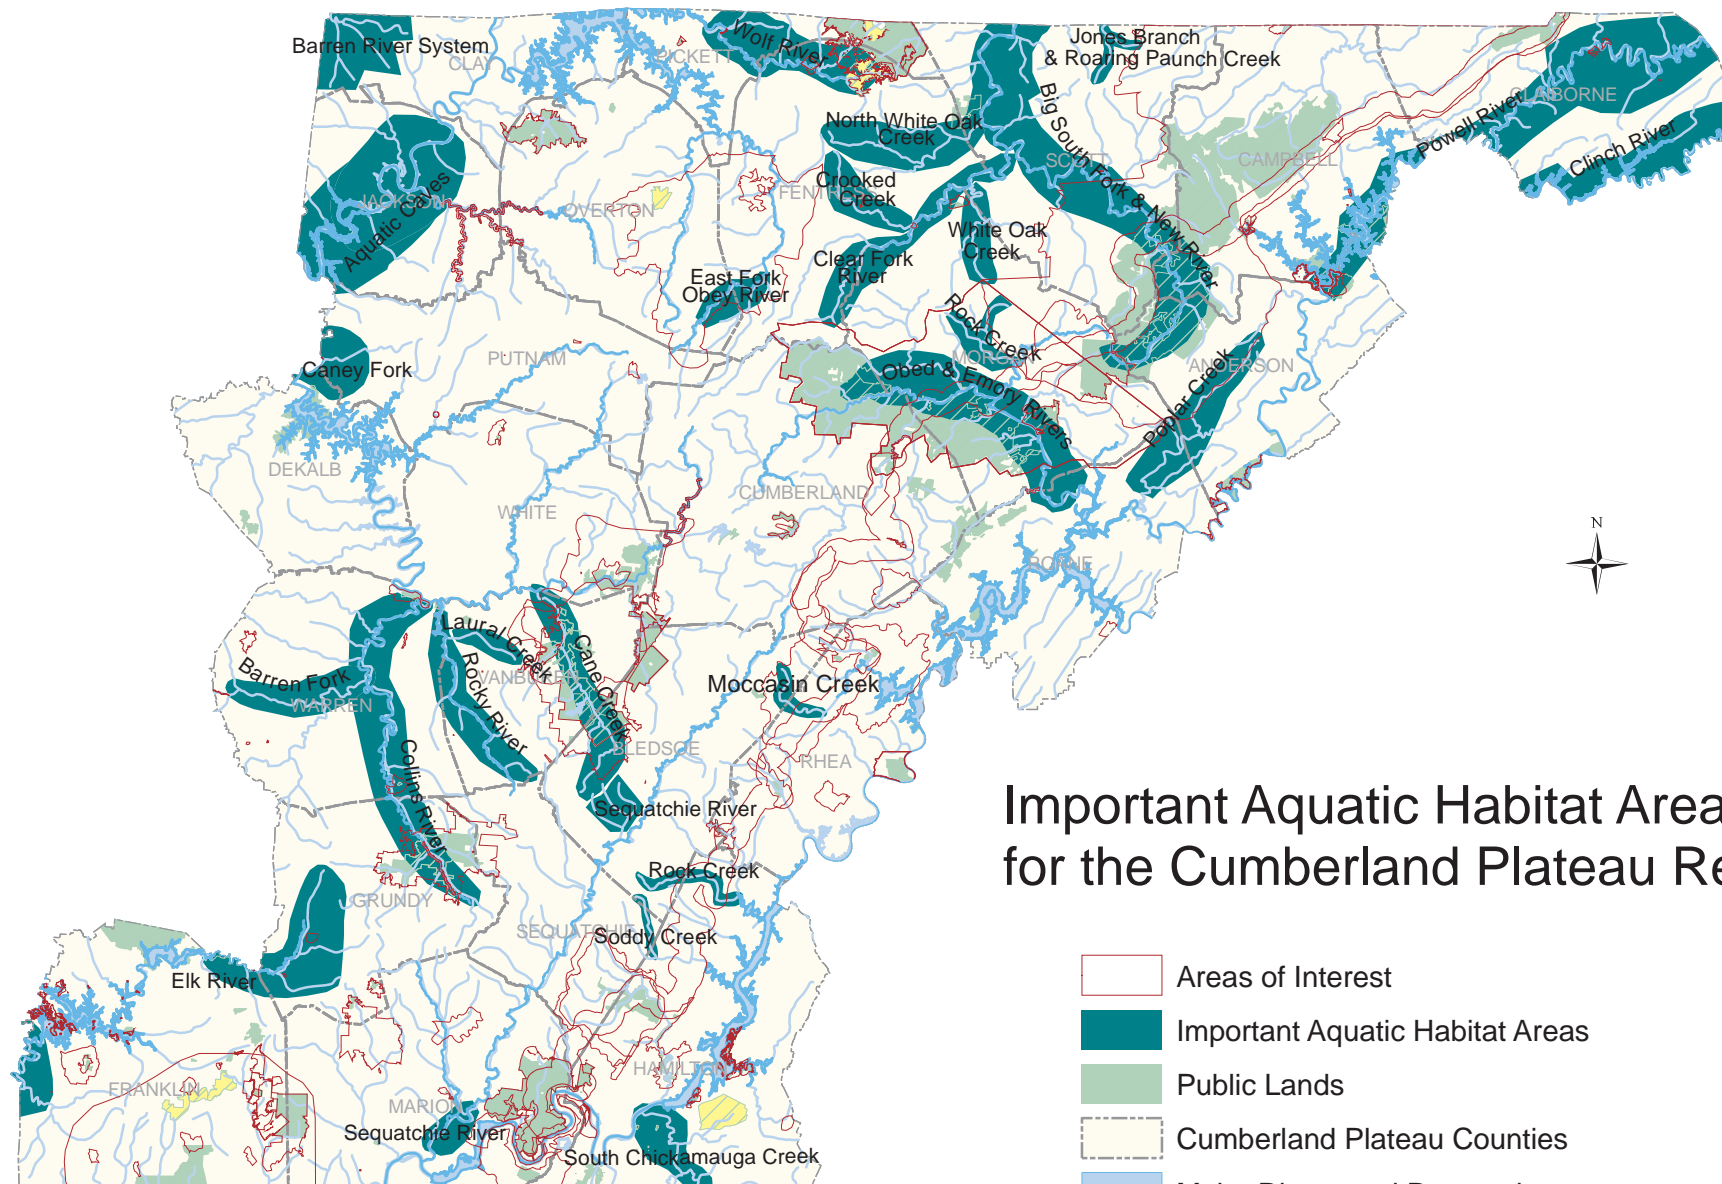 Barren River System
CLAY
Wolf River
PICKETT
Jones Branch
& Roaring Paunch Creek
Big South Fork & New River
North White Oak
Creek
SCOTT
CAMPBELL
CLAIBORNE
Powell River
Clinch River
JACKSON
Aquatic Caves
OVERTON
Crooked
Creek
White Oak
Creek
Clear Fork
River
East Fork
Obey River
Rock Creek
MORGAN
PUTNAM
Caney Fork
Obed & Emory Rivers
ANDERSON
Poplar Creek
DEKALB
WHITE
CUMBERLAND
N
Laural Creek
Cane Creek
Barren Fork
WARREN
Rocky River
VANBUREN
Moccasin Creek
BLEDSOE
RHEA
Collins River
Sequatchie River
Important Aquatic Habitat Area
for the Cumberland Plateau Re
Rock Creek
GRUNDY
SEQUATCHIE
Soddy Creek
Elk River
Areas of Interest
Important Aquatic Habitat Areas
Public Lands
Cumberland Plateau Counties
FRANKLIN
MARION
HAMILTON
Sequatchie River
South Chickamauga Creek